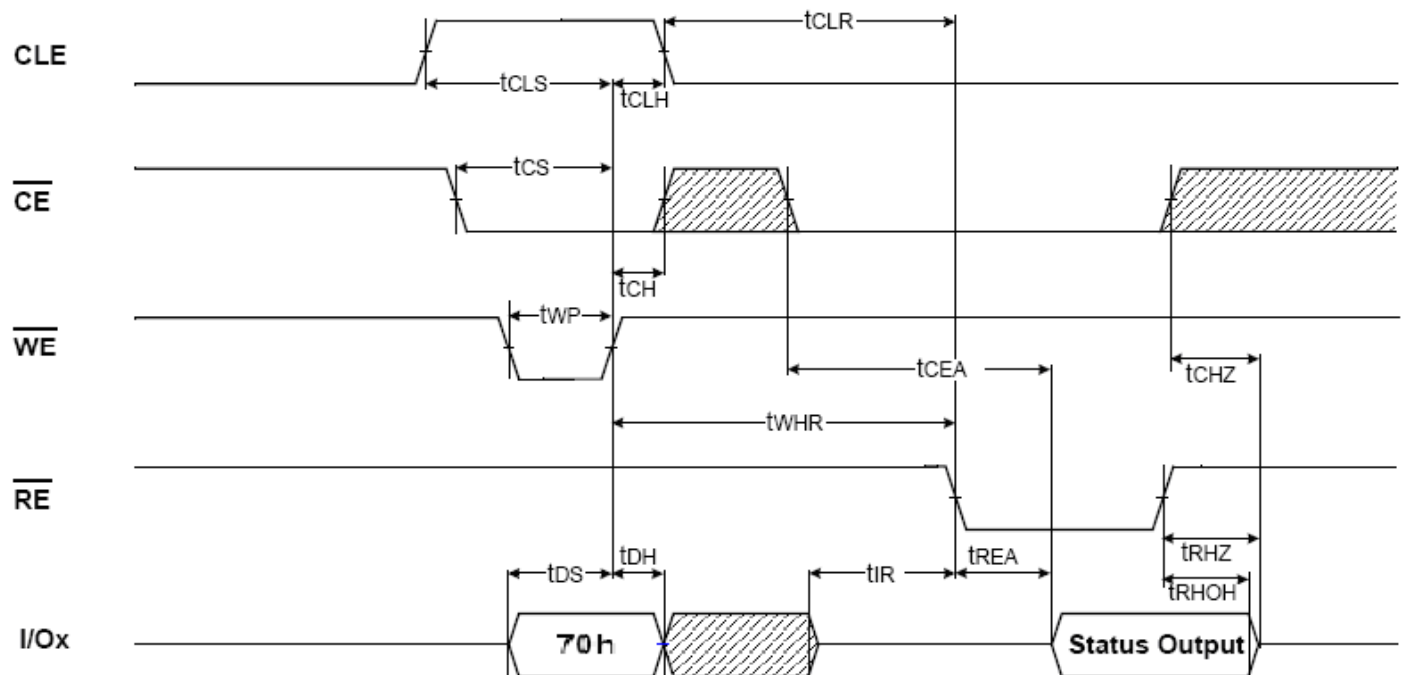 tCLR
CLE
tCLS
tCLH
tCS
CE
tCH
tWP
WE
tCEA
tCHZ
tWHR
RE
tDH
tRHZ
tDS
tIR
tREA
tRHOH
I/Ox
70h
Status Output